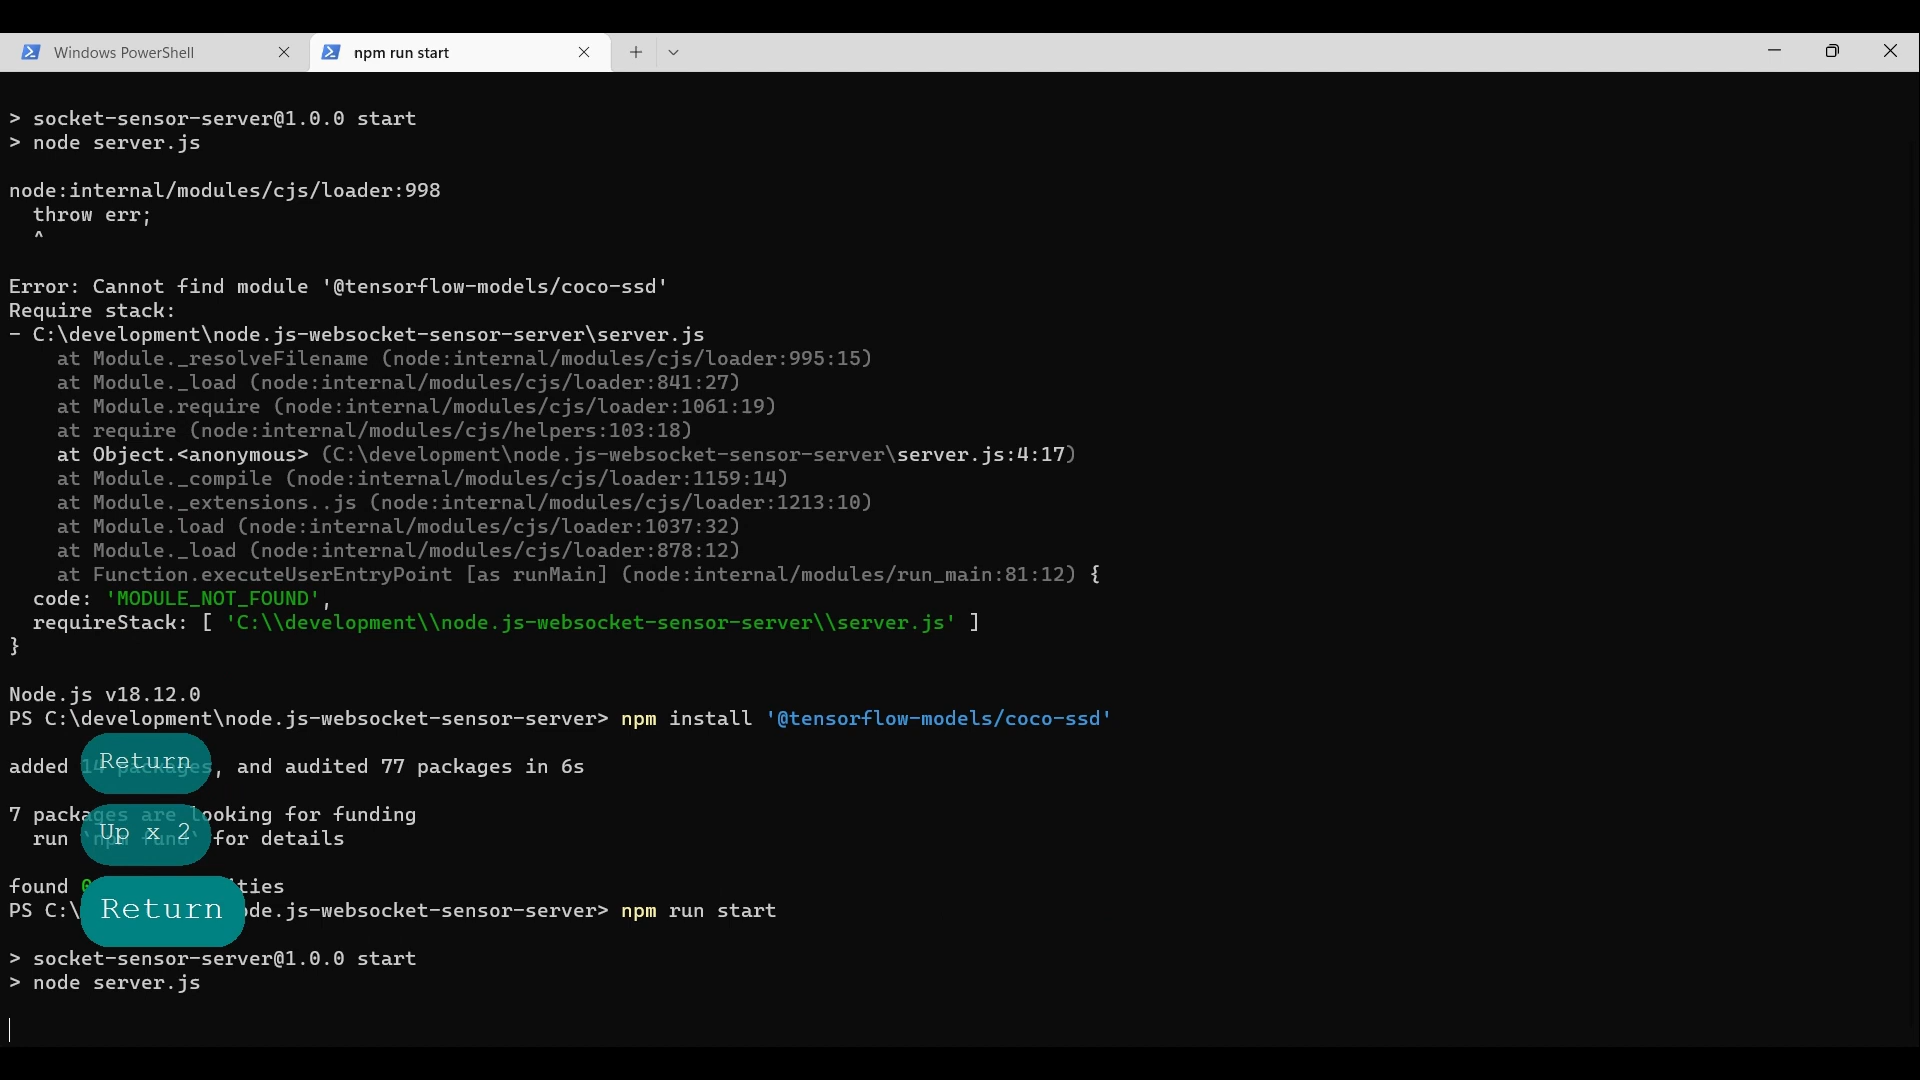 Windows PowerShell
npm run start
> socket-sensor-server@1.0.0 start
> node server.js
node:internal/modules/cjs/loader:998
throw err;
^
Error: Cannot find module '@tensorflow-models/coco-ssd'
Require stack:
- C:\development\node.js-websocket-sensor-server\server.js
at Module._resolveFilename (node:internal/modules/cjs/loader:995:15)
at Module._load (node:internal/modules/cjs/loader:841:27)
at Module.require (node:internal/modules/cjs/loader:1061:19)
at require (node:internal/modules/cjs/helpers:103:18)
at Object.<anonymous> (C:\development\node.js-websocket-sensor-server\server.js:4:17)
at Module._compile (node:internal/modules/cjs/loader:1159:14)
at Module._extensions..js (node:internal/modules/cjs/loader:1213:10)
at Module.load (node:internal/modules/cjs/loader:1037:32)
at Module._load (node:internal/modules/cjs/loader:878:12)
at Function.executeUserEntryPoint [as runMain] (node:internal/modules/run_main:81:12) {
code: 'MODULE_NOT_FOUND',
requireStack: [ 'C:\\development\\node.js-websocket-sensor-server\\server.js' ]
}
Node.js v18.12.0
PS C:\development\node.js-websocket-sensor-server> npm install '@tensorflow-models/coco-ssd'
Return
added 14 packages, and audited 77 packages in 6s
7 packages are looking for funding
Up x 2
run `npm fund` for details
found 0
Return
PS C:\ de.js-websocket-sensor-server> npm run start
> socket-sensor-server@1.0.0 start
> node server.js